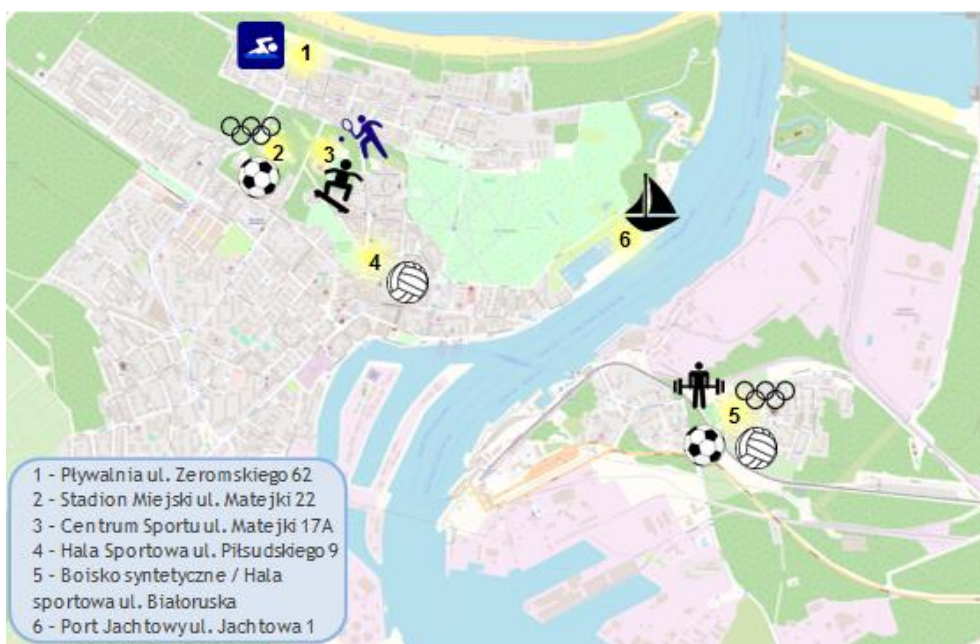 1
2
3
4
6
5
1 - Pływalnia ul. Zeromskiego 62
2 - Stadion Miejski ul. Matejki 22
3 - Centrum Sportu ul. Matejki 17A
4 - Hala Sportowa ul. Piłsudskiego 9
5 - Boisko syntetyczne / Hala
sportowa ul. Białoruska
6 - Port Jachtowy ul. Jachtowa 1